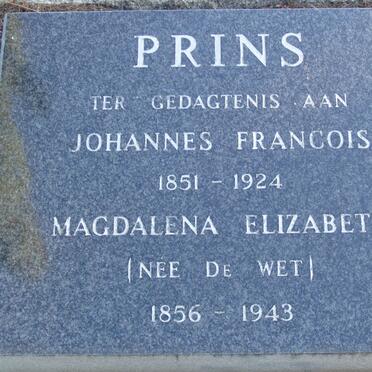 PRINS
TER GEDAGTENIS AAN
JOHANNES FRANCOIS
1851 - 1924
MAGDALENA ELIZABET
(NEE DE WET)
1856 - 1943